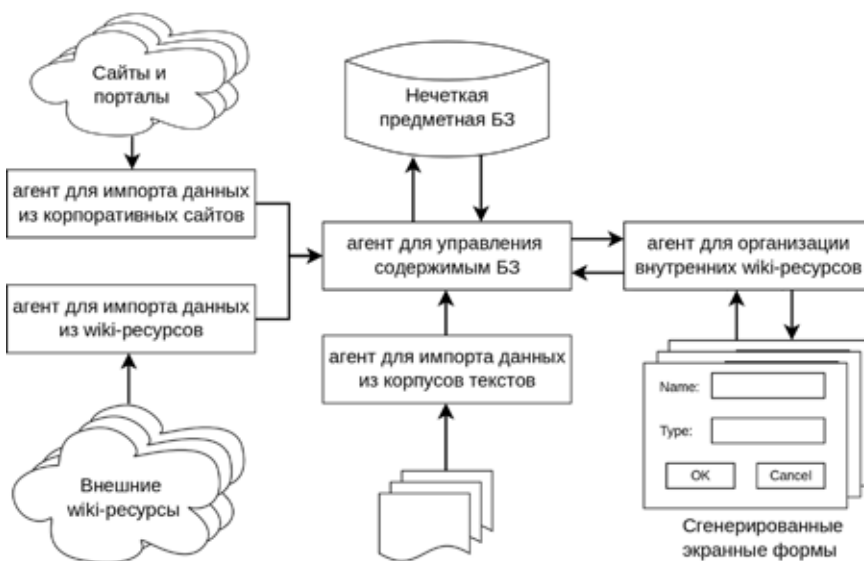 Сайты и
порталы
Нечеткая
предметная БЗ
агент для импорта данных
из корпоративных сайтов
агент для управления
содержимым БЗ
агент для организации
внутренних wiki-ресурсов
агент для импорта данных
из wiki-ресурсов
агент для импорта данных
из корпусов текстов
Name:
Type:
OK
Cancel
Внешние
wiki-ресурсы
Сгенерированные
экранные формы